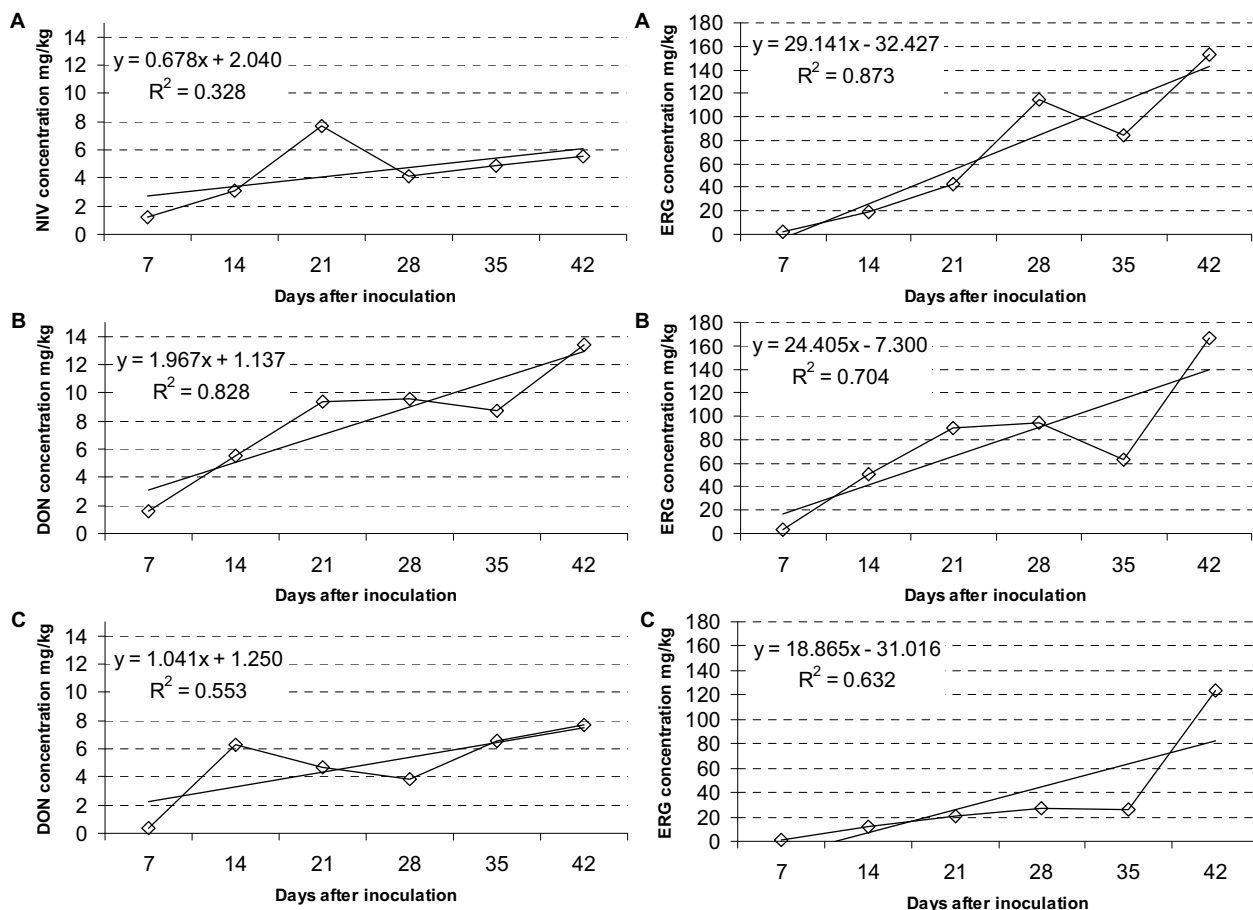 A
NIV concentration mg/kg
14
12
10
8
6
4
2
0
y = 0.678x + 2.040
R² = 0.328
7 14 21 28 35 42
Days after inoculation
A
ERG concentration mg/kg
180
160
140
120
100
80
60
40
20
0
y = 29.141x - 32.427
R² = 0.873
7 14 21 28 35 42
Days after inoculation
B
DON concentration mg/kg
14
12
10
8
6
4
2
0
y = 1.967x + 1.137
R² = 0.828
7 14 21 28 35 42
Days after inoculation
B
ERG concentration mg/kg
180
160
140
120
100
80
60
40
20
0
y = 24.405x - 7.300
R² = 0.704
7 14 21 28 35 42
Days after inoculation
C
DON concentration mg/kg
14
12
10
8
6
4
2
0
y = 1.041x + 1.250
R² = 0.553
7 14 21 28 35 42
Days after inoculation
C
ERG concentration mg/kg
180
160
140
120
100
80
60
40
20
0
y = 18.865x - 31.016
R² = 0.632
7 14 21 28 35 42
Days after inoculation